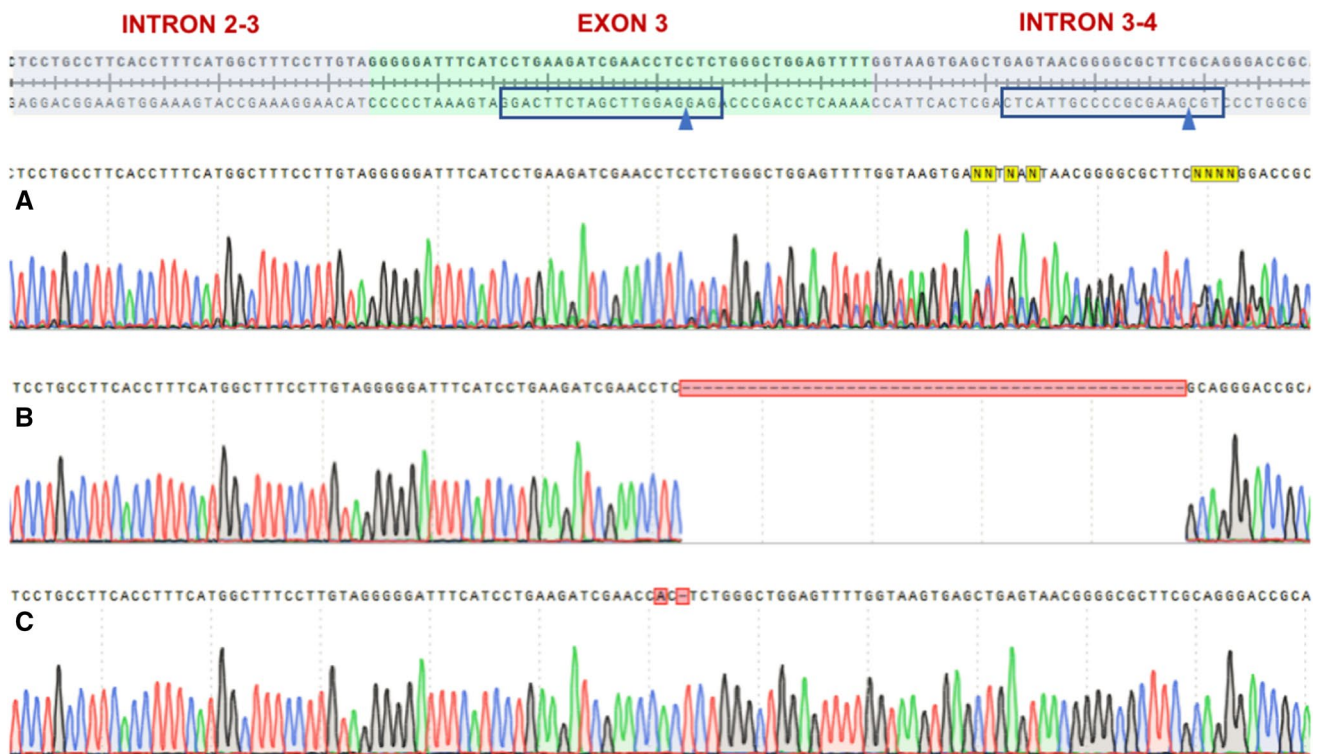 INTRON 2-3 EXON 3 INTRON 3-4
CTCCTGCCTTCACCTTTCATGGCTTTCCTTGTAGGGGGATTTCATCCTGAAGATCGAACCTCCTCTGGGCTGGAGTTTTGGTAAGTGAGCTGAGTAACGGGGCGCTTCGCAGGGACCGC
GAGGACGGAAGTGGAAAGTACCGAAAGGAACATCCCCCTAAAGTAGGACTTCTAGCTTGGAGGAGACCCGACCTCAAAACCATTCACTCGACTCATTGCCCCGCGAAGCGTCCCTGGCG
CTCCTGCCTTCACCTTTCATGGCTTTCCTTGTAGGGGGATTTCATCCTGAAGATCGAACCTCCTCTGGGCTGGAGTTTTGGTAAGTGANNTNANTAACGGGGCGCTTCNNNNGGACCGC
A
TCCTGCCTTCACCTTTCATGGCTTTCCTTGTAGGGGGATTTCATCCTGAAGATCGAACCTC----------------------------------------------GCAGGGACCGCA
B
TCCTGCCTTCACCTTTCATGGCTTTCCTTGTAGGGGGATTTCATCCTGAAGATCGAACCAC-TCTGGGCTGGAGTTTTGGTAAGTGAGCTGAGTAACGGGGCGCTTCGCAGGGACCGCA
C